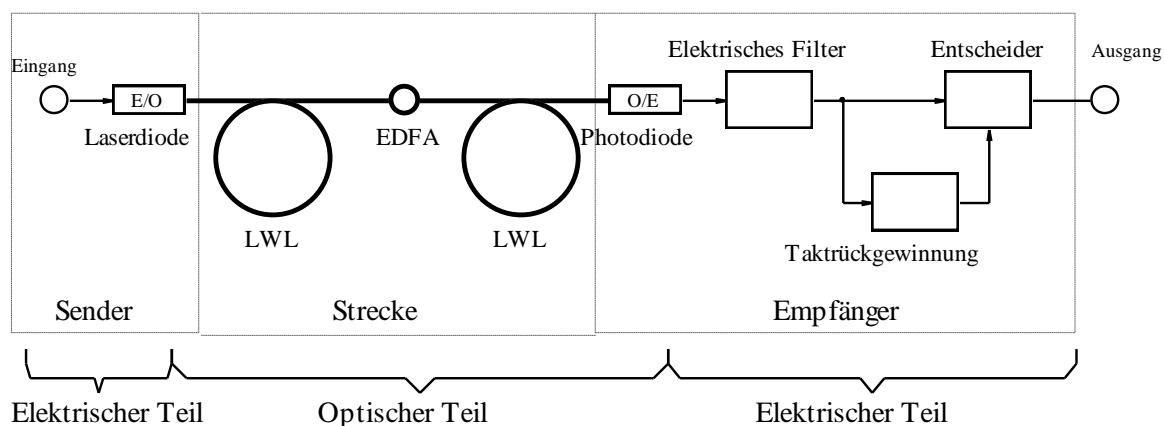 Eingang
E/O
Laserdiode
LWL
EDFA
LWL
O/E
Photodiode
Elektrisches Filter
Entscheider
Ausgang
Taktrückgewinnung
Sender
Strecke
Empfänger
Elektrischer Teil
Optischer Teil
Elektrischer Teil